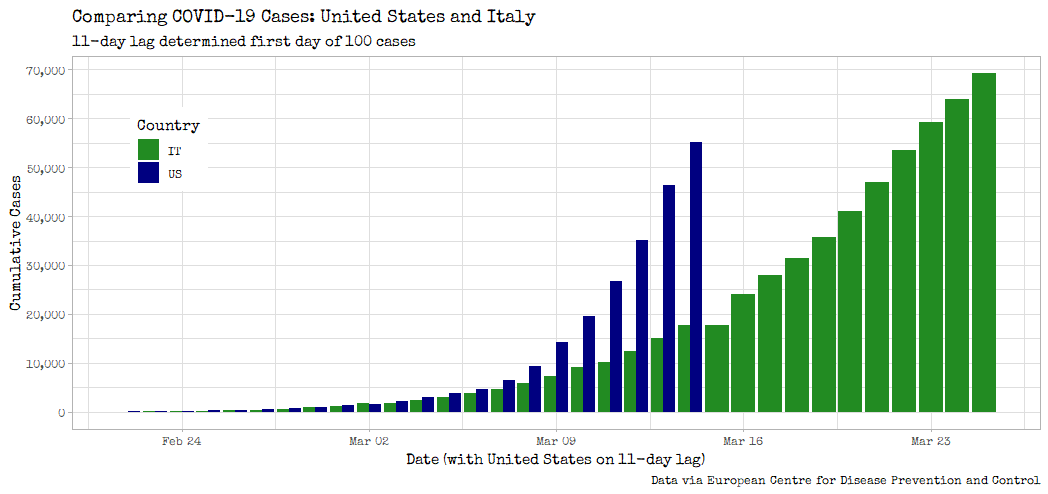 Comparing COVID-19 Cases: United States and Italy
11-day lag determined first day of 100 cases
70,000
60,000
50,000
40,000
30,000
20,000
10,000
0
Cumulative Cases
Country
IT
US
Feb 24
Mar 02
Mar 09
Mar 16
Mar 23
Date (with United States on 11-day lag)
Data via European Centre for Disease Prevention and Control